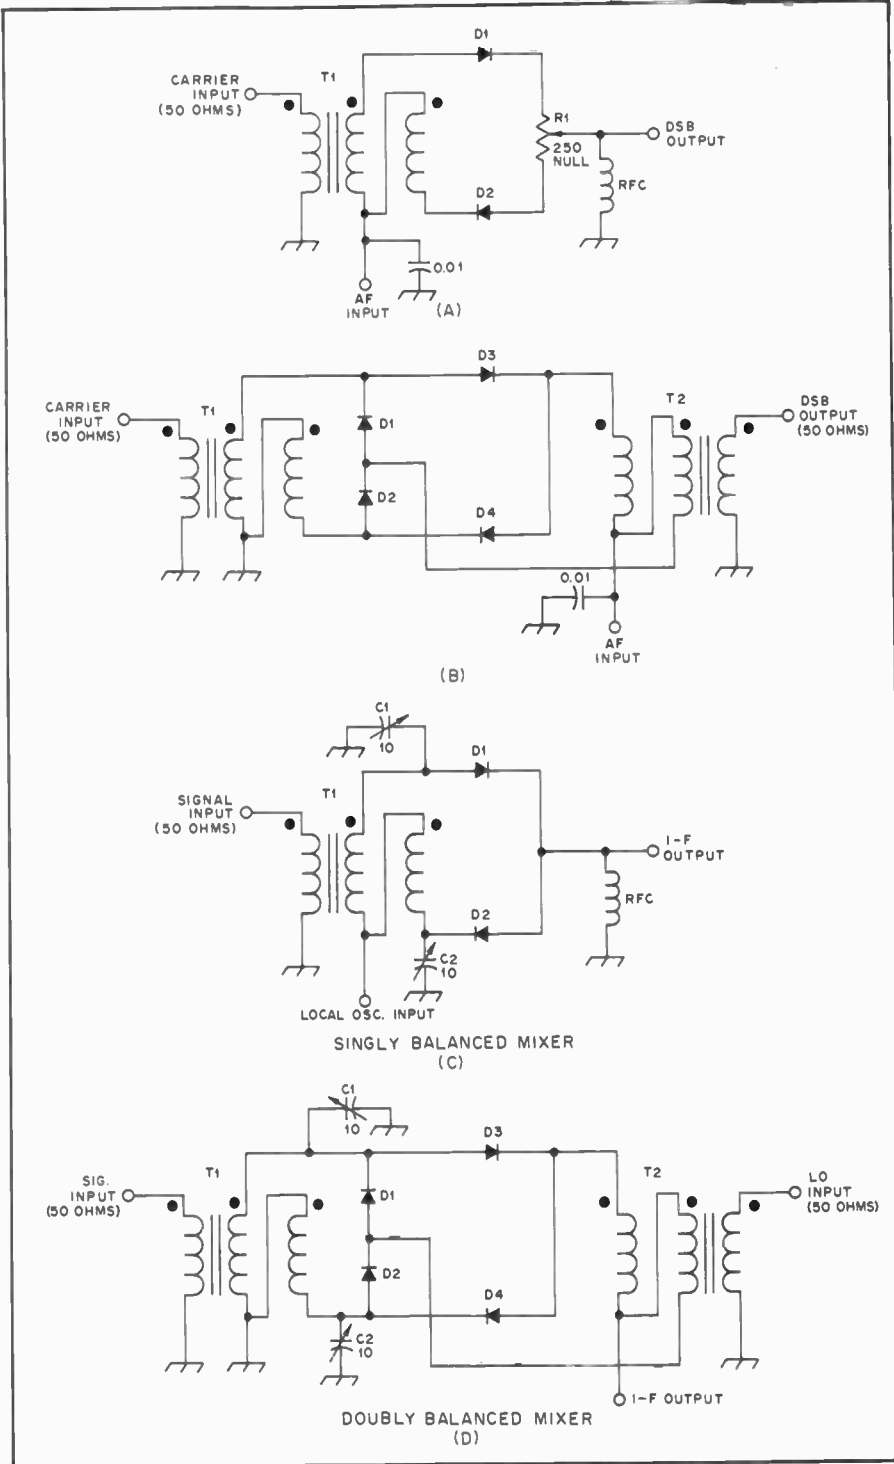 D1
CARRIER
INPUT
(50 OHMS)
T1
R1
250
NULL
DSB
OUTPUT
RFC
D2
0.01
AF
INPUT
(A)
D3
CARRIER
INPUT
(50 OHMS)
T1
D1
D2
D4
T2
DSB
OUTPUT
(50 OHMS)
0.01
AF
INPUT
(B)
C1
10
D1
SIGNAL
INPUT
(50 OHMS)
T1
I-F
OUTPUT
RFC
D2
C2
10
LOCAL OSC. INPUT
SINGLY BALANCED MIXER
(C)
C1
10
D3
SIG.
INPUT
(50 OHMS)
T1
D1
D2
D4
T2
LO
INPUT
(50 OHMS)
C2
10
I-F OUTPUT
DOUBLY BALANCED MIXER
(D)